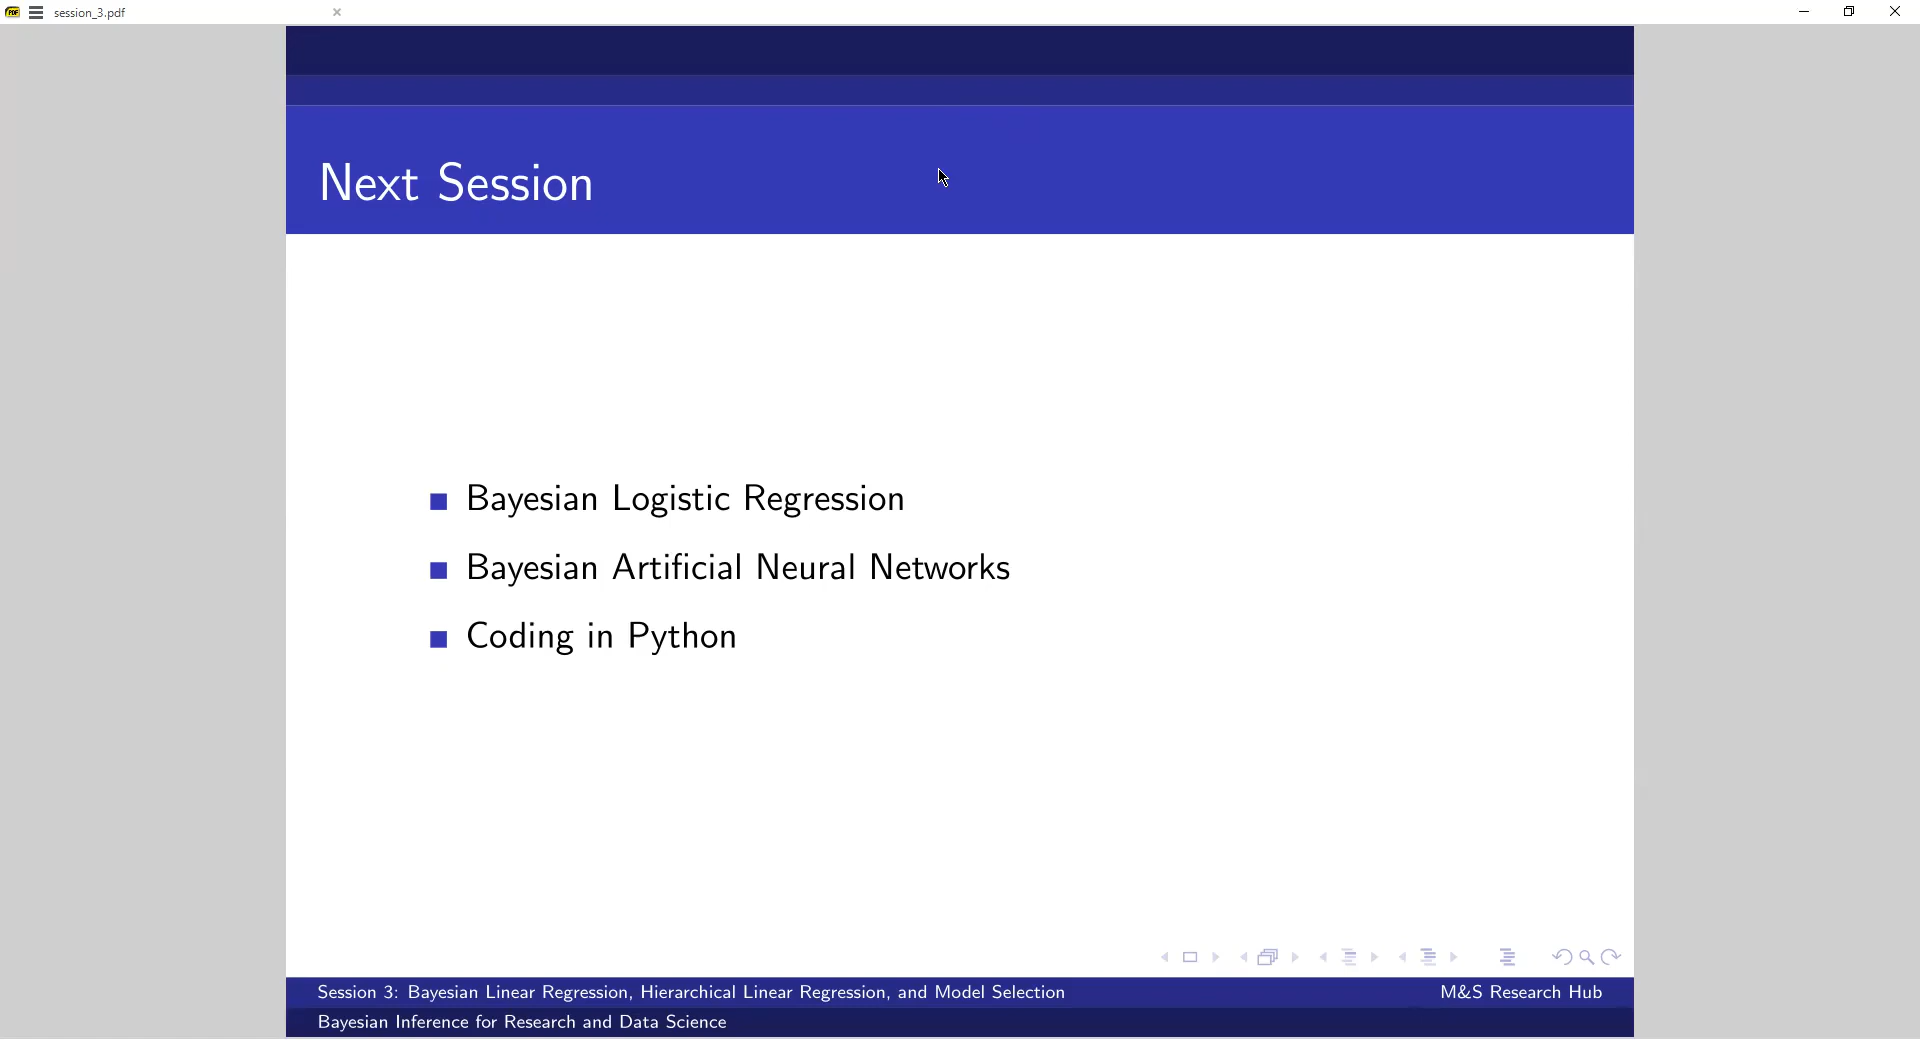 session_3.pdf
Next Session
Bayesian Logistic Regression
Bayesian Artificial Neural Networks
Coding in Python
Session 3: Bayesian Linear Regression, Hierarchical Linear Regression, and Model Selection
M&S Research Hub
Bayesian Inference for Research and Data Science